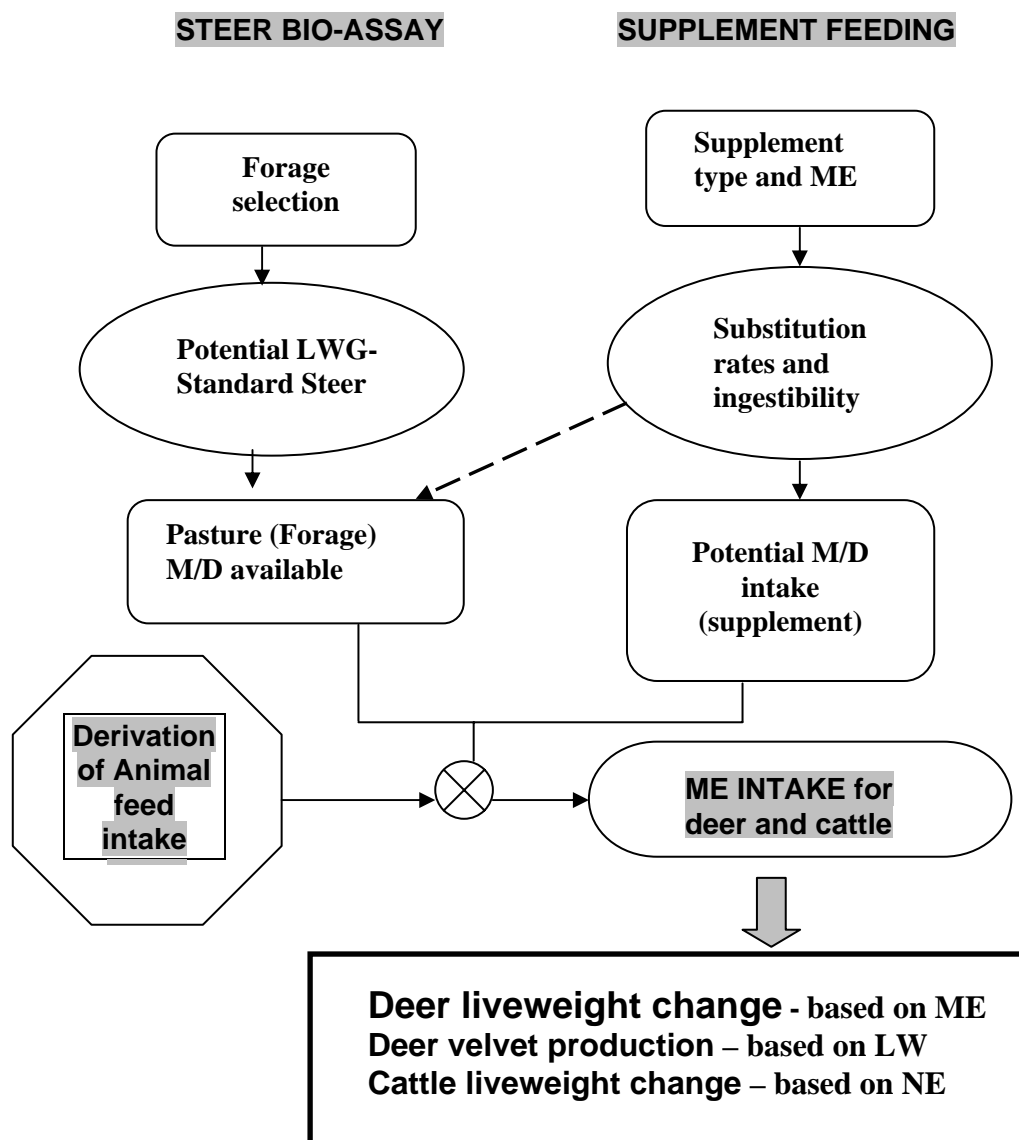 STEER BIO-ASSAY
SUPPLEMENT FEEDING
Forage
selection
Supplement
type and ME
Potential LWG-
Standard Steer
Substitution
rates and
ingestibility
Pasture (Forage)
M/D available
Potential M/D
intake
(supplement)
Derivation
of Animal
feed
intake
ME INTAKE for
deer and cattle
Deer liveweight change - based on ME
Deer velvet production – based on LW
Cattle liveweight change – based on NE